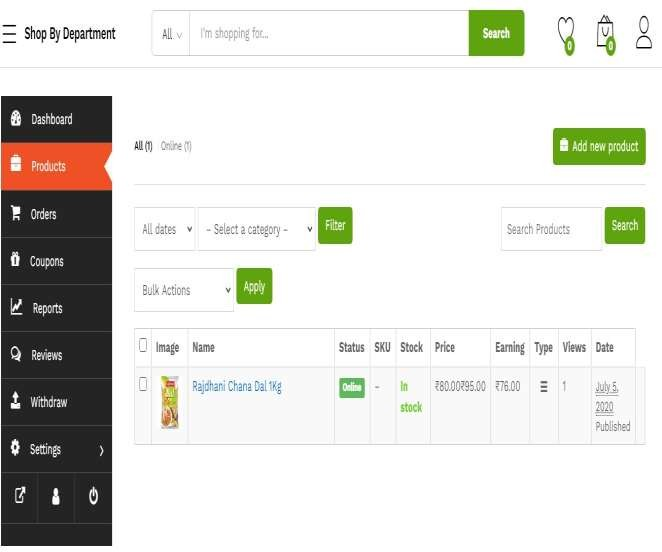 Shop By Department
All
I'm shopping for...
Search
0
0
Dashboard
Products
Orders
Coupons
Reports
Reviews
Withdraw
Settings
All (1) Online (1)
Add new product
All dates
– Select a category –
Filter
Search Products
Search
Bulk Actions
Apply
Image Name Status SKU Stock Price Earning Type Views Date
Rajdhani Chana Dal 1Kg Online – In stock ₹80.00₹95.00 ₹76.00 1 July 5, 2020 Published